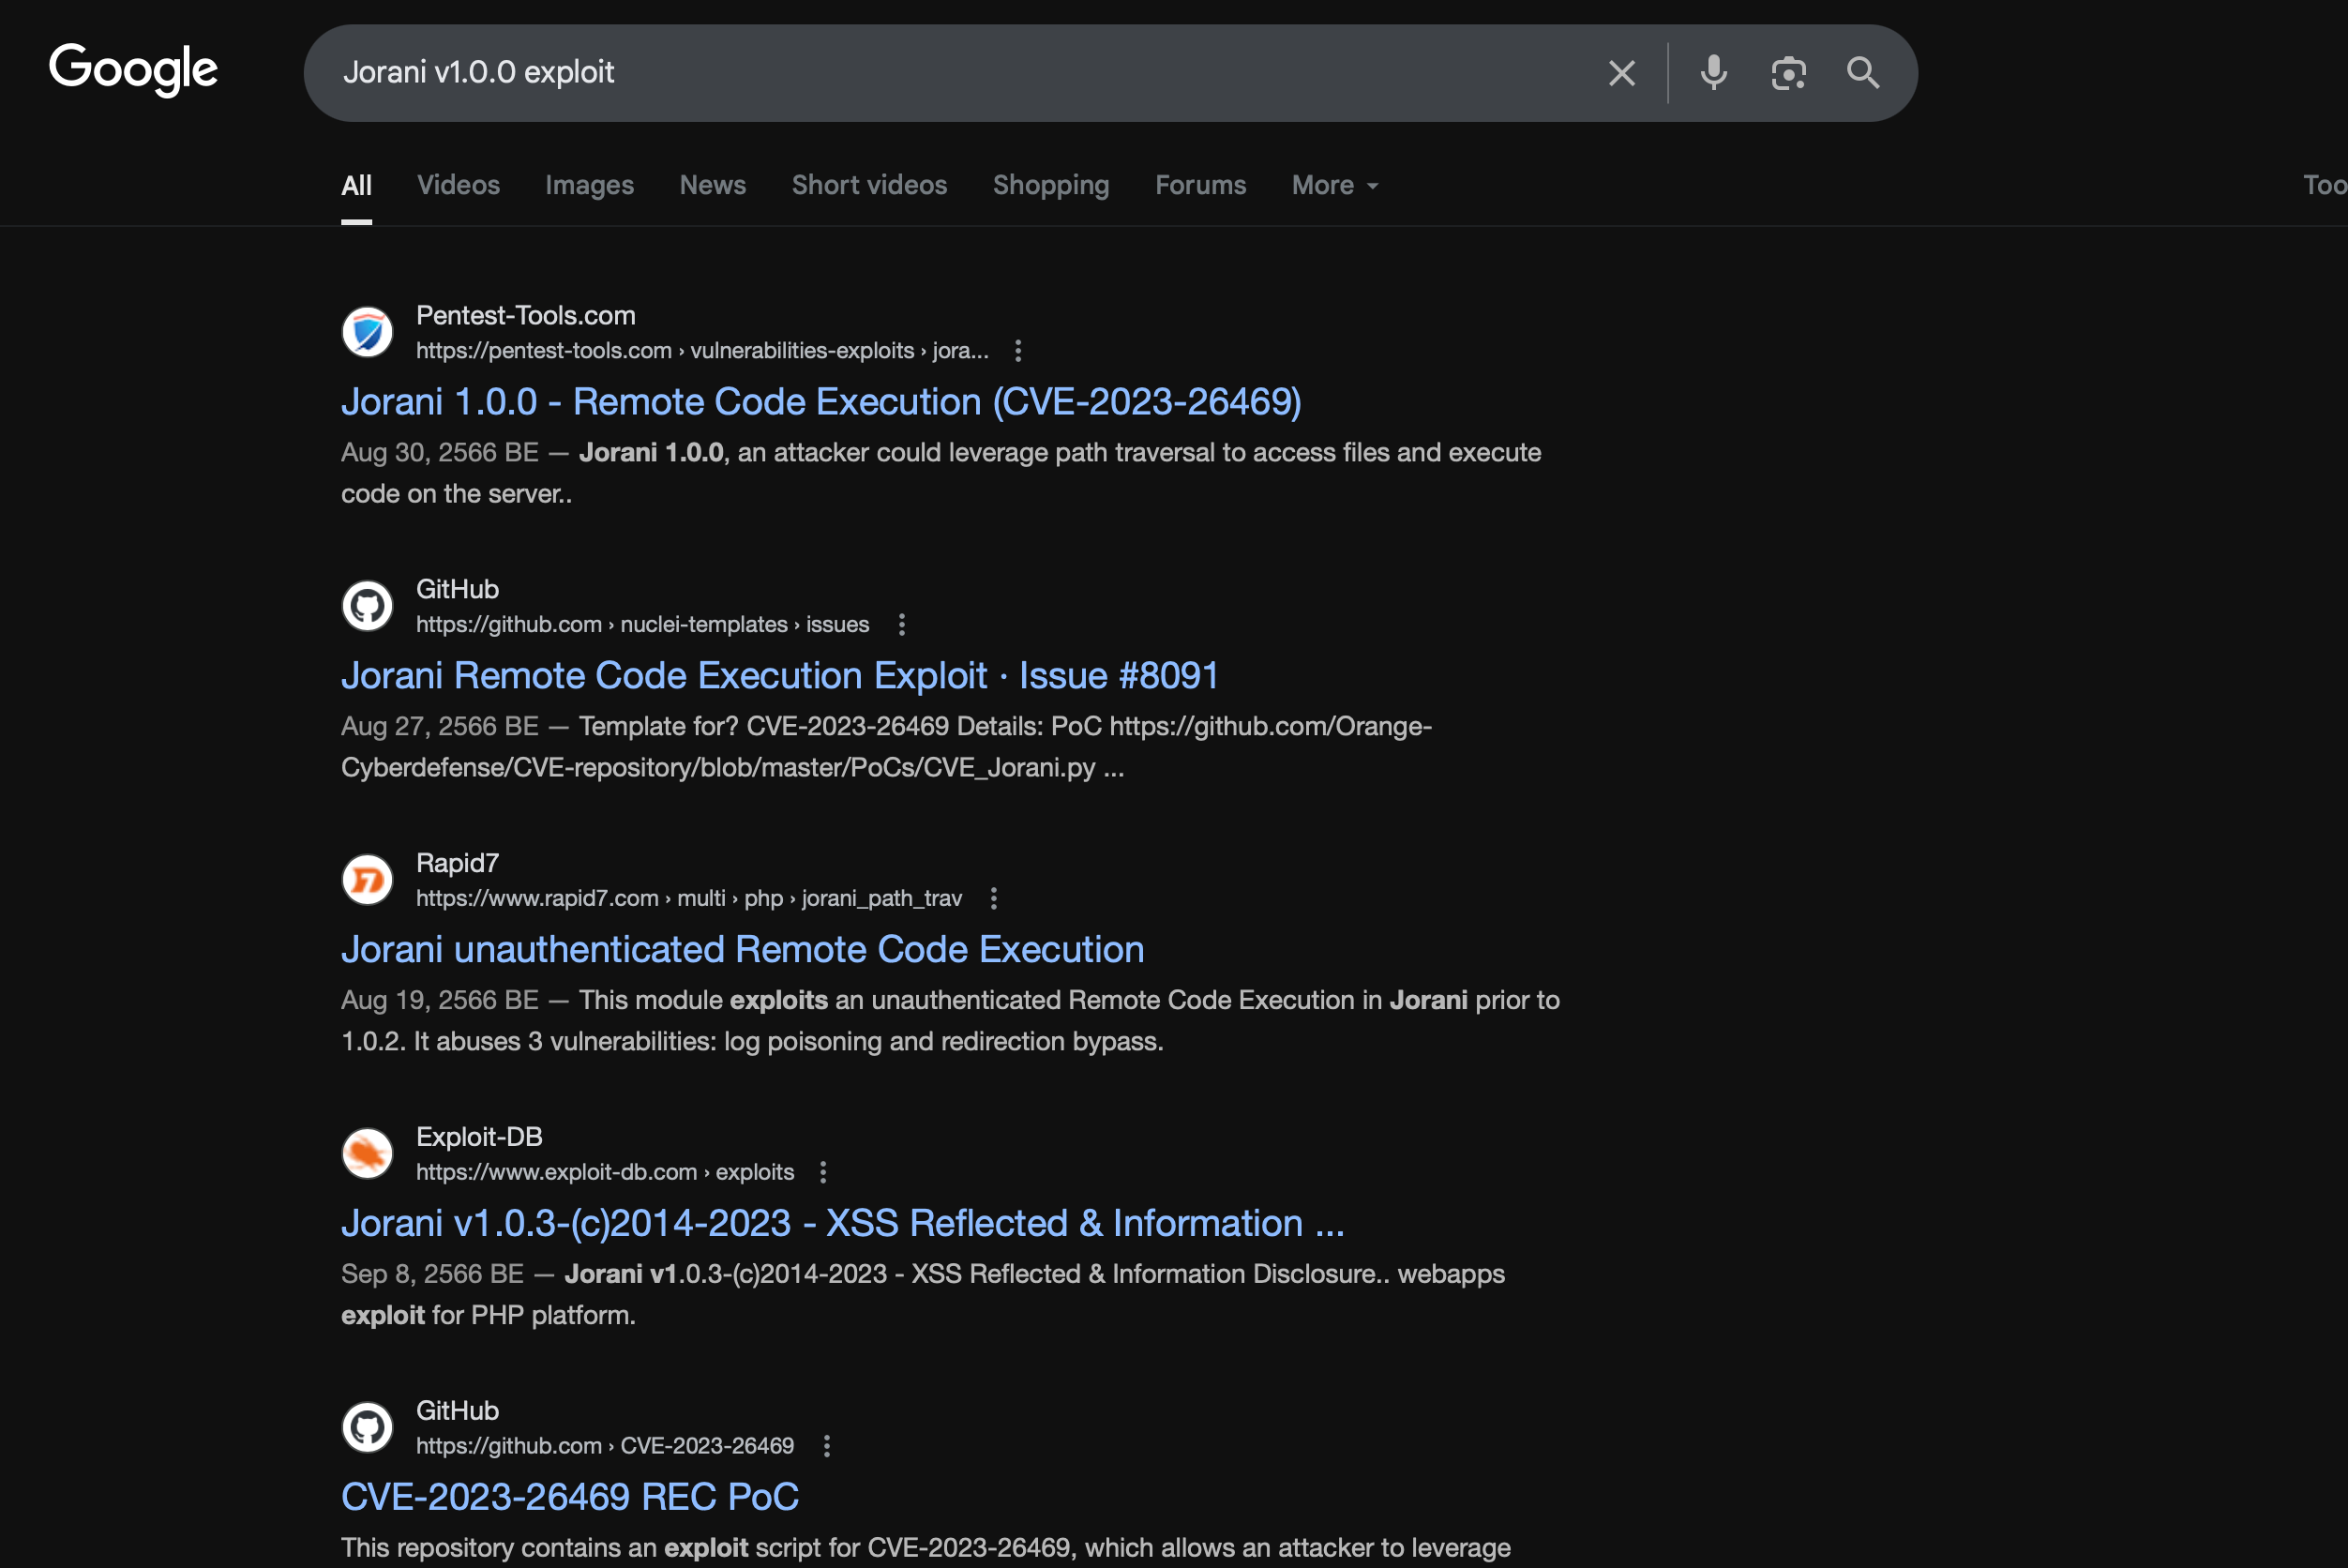 Google
Jorani v1.0.0 exploit
All Videos Images News Short videos Shopping Forums More Too
Pentest-Tools.com
https://pentest-tools.com › vulnerabilities-exploits › jora...
Jorani 1.0.0 - Remote Code Execution (CVE-2023-26469)
Aug 30, 2566 BE — Jorani 1.0.0, an attacker could leverage path traversal to access files and execute
code on the server..
GitHub
https://github.com › nuclei-templates › issues
Jorani Remote Code Execution Exploit · Issue #8091
Aug 27, 2566 BE — Template for? CVE-2023-26469 Details: PoC https://github.com/Orange-
Cyberdefense/CVE-repository/blob/master/PoCs/CVE_Jorani.py ...
Rapid7
https://www.rapid7.com › multi › php › jorani_path_trav
Jorani unauthenticated Remote Code Execution
Aug 19, 2566 BE — This module exploits an unauthenticated Remote Code Execution in Jorani prior to
1.0.2. It abuses 3 vulnerabilities: log poisoning and redirection bypass.
Exploit-DB
https://www.exploit-db.com › exploits
Jorani v1.0.3-(c)2014-2023 - XSS Reflected & Information ...
Sep 8, 2566 BE — Jorani v1.0.3-(c)2014-2023 - XSS Reflected & Information Disclosure.. webapps
exploit for PHP platform.
GitHub
https://github.com › CVE-2023-26469
CVE-2023-26469 REC PoC
This repository contains an exploit script for CVE-2023-26469, which allows an attacker to leverage